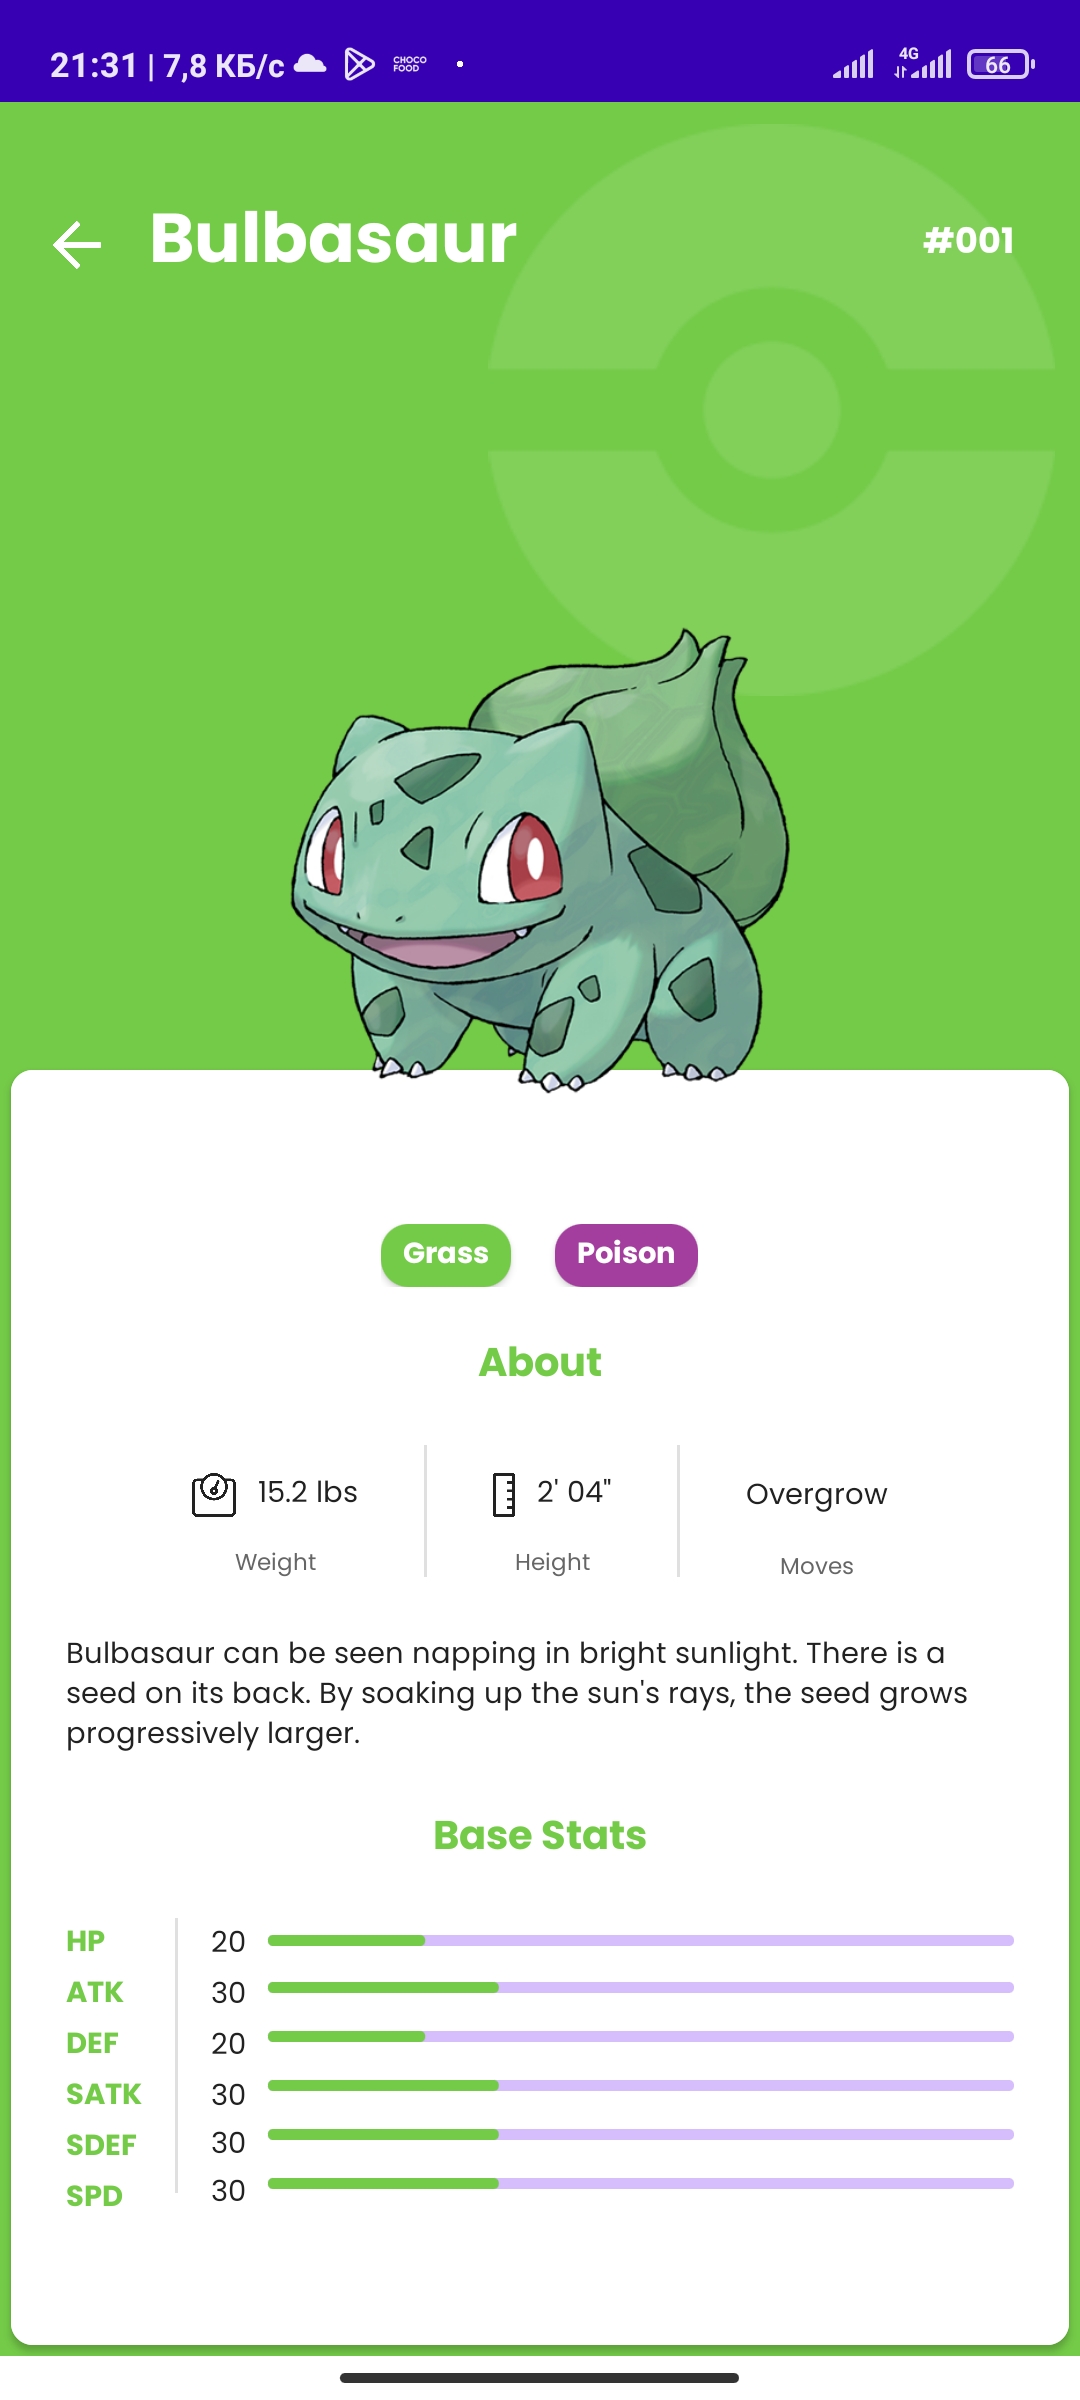 21:31 | 7,8 КБ/с CHOCO FOOD 4G 66
Bulbasaur #001
Grass Poison
About
15.2 lbs 2' 04" Overgrow
Weight Height Moves
Bulbasaur can be seen napping in bright sunlight. There is a
seed on its back. By soaking up the sun's rays, the seed grows
progressively larger.
Base Stats
HP 20
ATK 30
DEF 20
SATK 30
SDEF 30
SPD 30